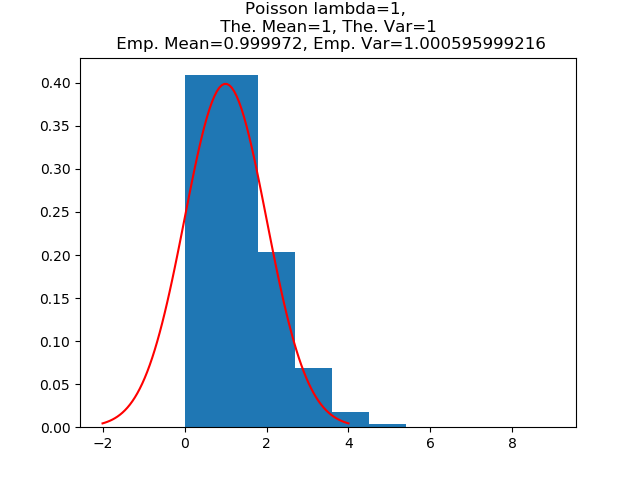 Poisson lambda=1,
The. Mean=1, The. Var=1
Emp. Mean=0.999972, Emp. Var=1.000595999216
0.40
0.35
0.30
0.25
0.20
0.15
0.10
0.05
0.00
−2 0 2 4 6 8